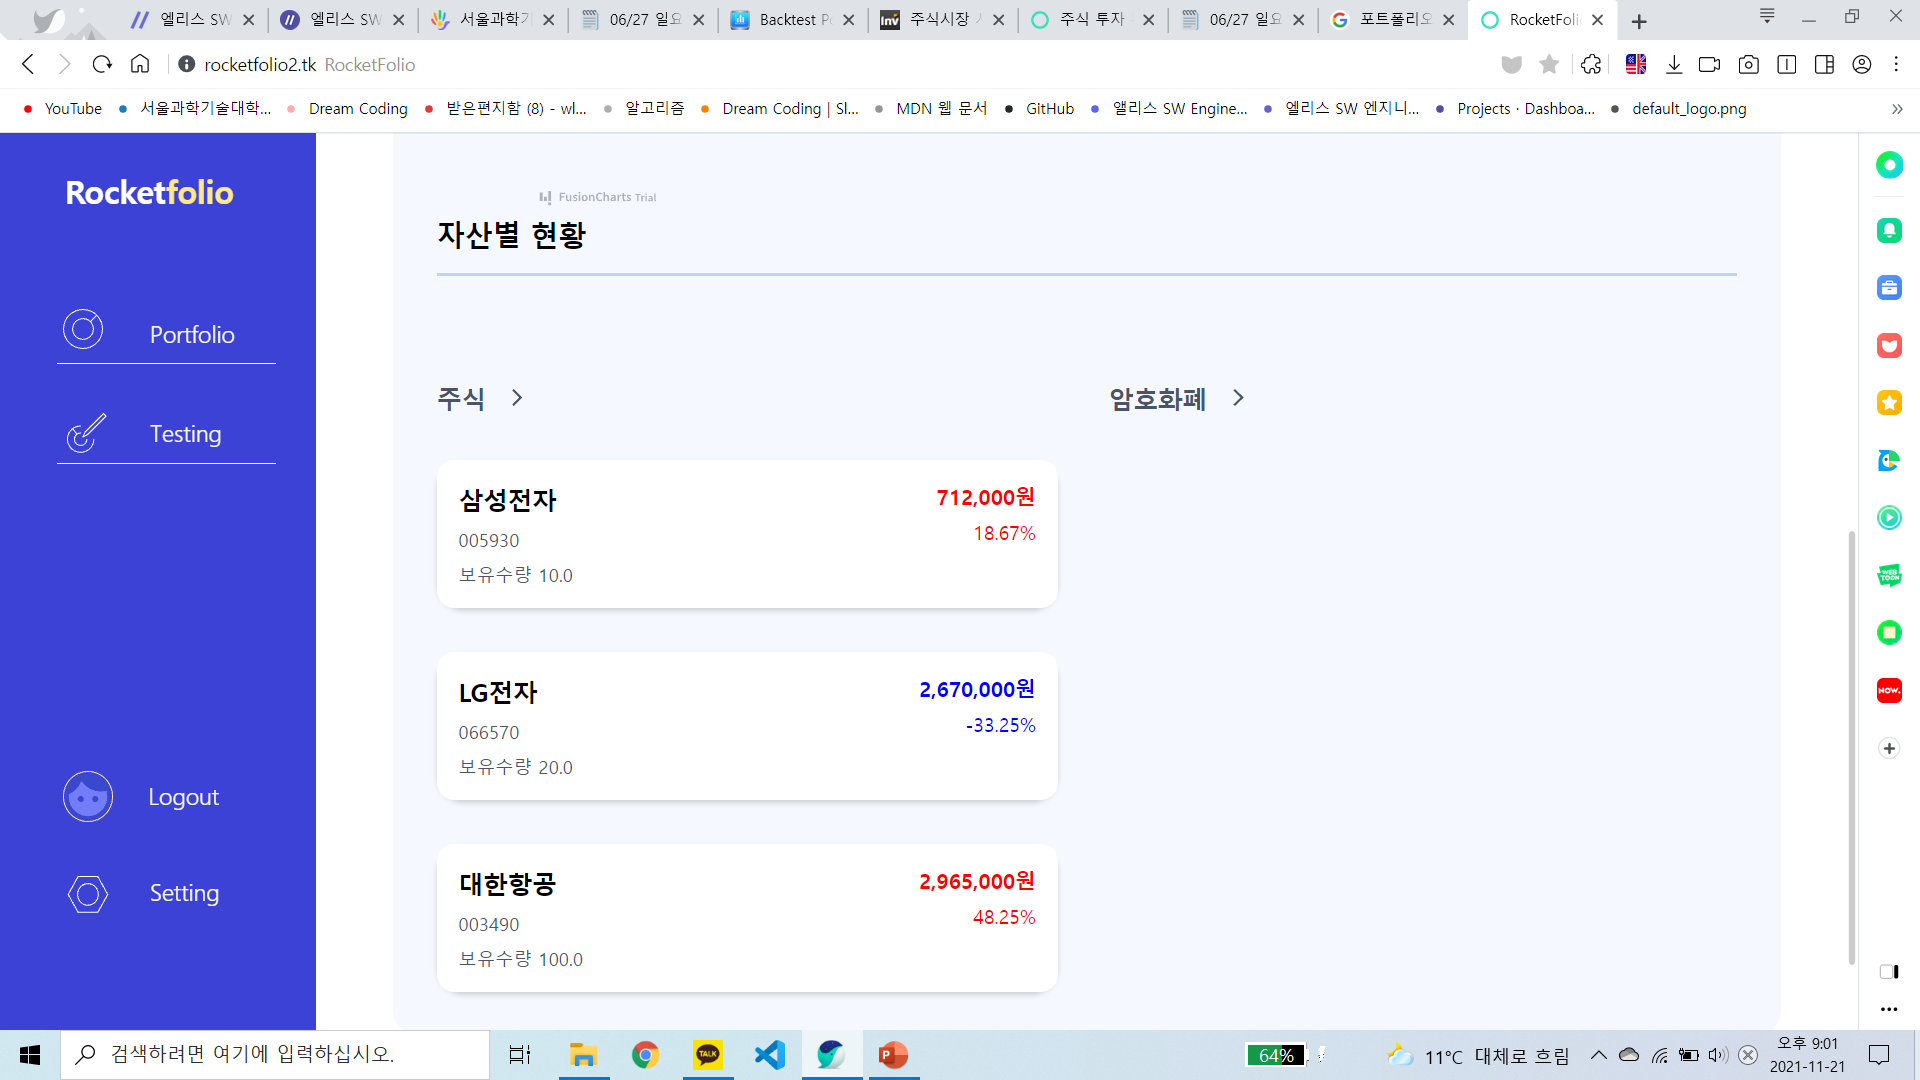 엘리스 SW
엘리스 SW
서울과학기
06/27 일요
Backtest Po
주식시장
주식 투자
06/27 일요
포트폴리오
RocketFoli
rocketfolio2.tk RocketFolio
YouTube
서울과학기술대학...
Dream Coding
받은편지함 (8) - wl...
알고리즘
Dream Coding | Sl...
MDN 웹 문서
GitHub
앨리스 SW Engine...
엘리스 SW 엔지니...
Projects · Dashboa...
default_logo.png
Rocketfolio
Portfolio
Testing
Logout
Setting
FusionCharts Trial
자산별 현황
주식
암호화폐
삼성전자
712,000원
005930
18.67%
보유수량 10.0
LG전자
2,670,000원
066570
-33.25%
보유수량 20.0
대한항공
2,965,000원
003490
48.25%
보유수량 100.0
WEB
TOON
NOW.
검색하려면 여기에 입력하십시오.
TALK
64%
11°C 대체로 흐림
오후 9:01
2021-11-21